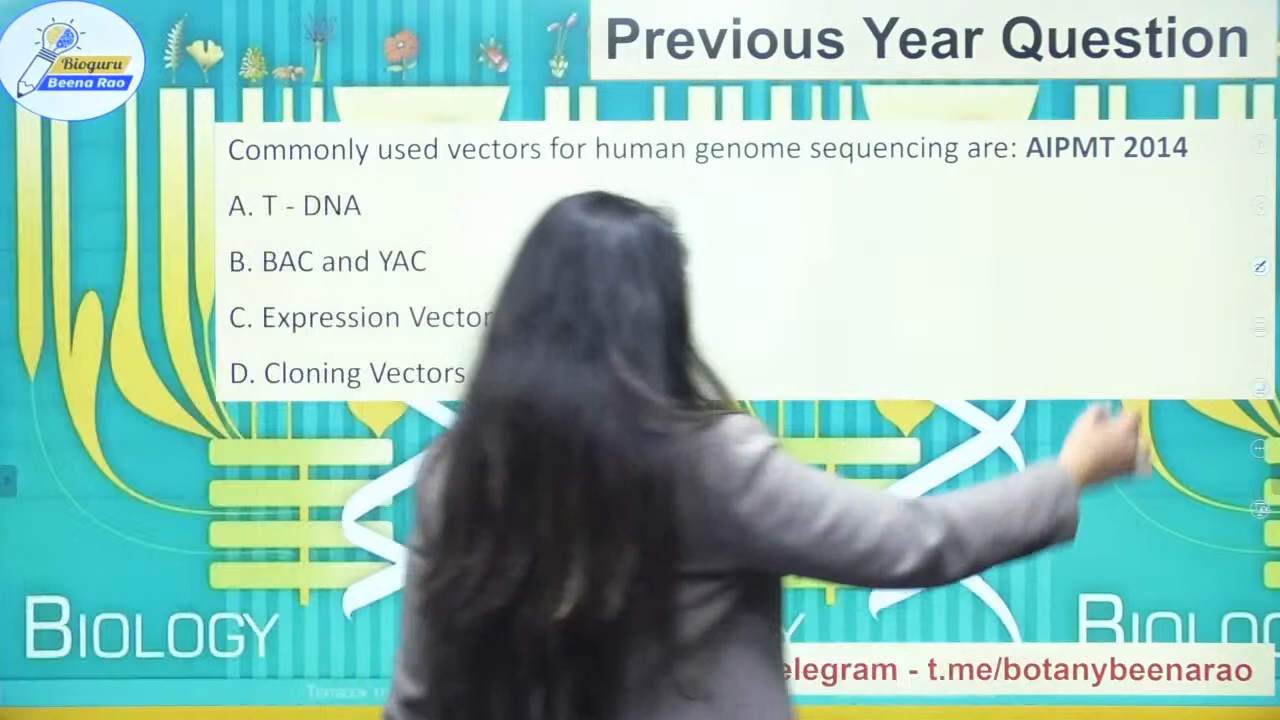 Bioguru
Beena Rao
Previous Year Question
Commonly used vectors for human genome sequencing are: AIPMT 2014
A. T - DNA
B. BAC and YAC
C. Expression Vector
D. Cloning Vectors
BIOLOGY
BIOLOG
elegram - t.me/botanybeenarao